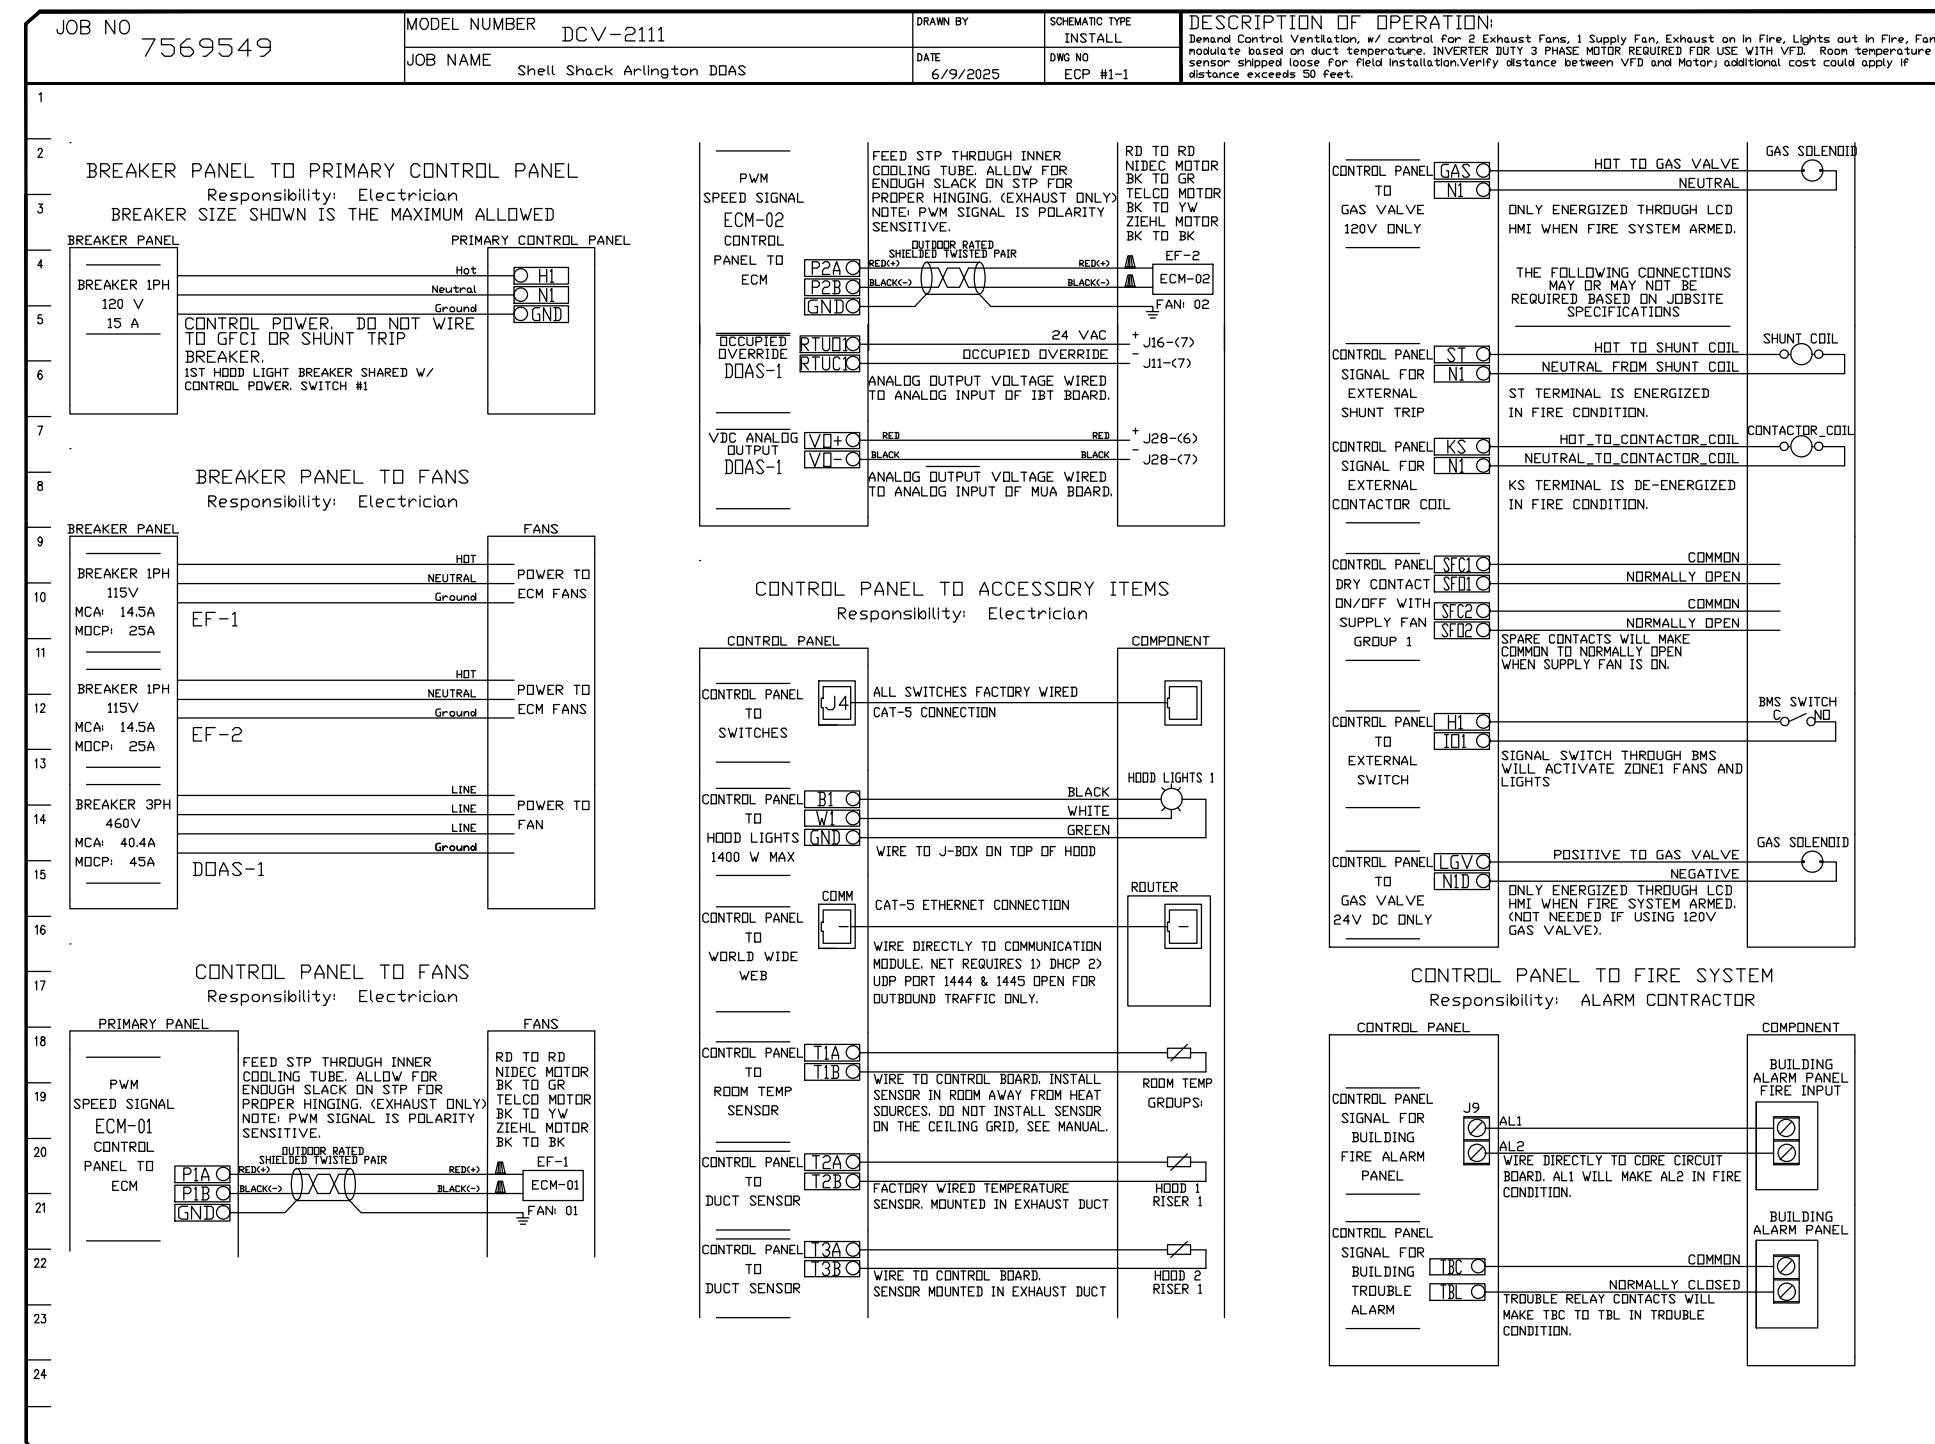 JOB NO
7569549
MODEL NUMBER DCV-2111
JOB NAME
Shell Shack Arlington DOAS
DRAWN BY
DATE
6/9/2025
SCHEMATIC TYPE
INSTALL
DWG NO
ECP #1-1
DESCRIPTION OF OPERATION:
Demand Control Ventilation, w/ control for 2 Exhaust Fans, 1 Supply Fan, Exhaust on in Fire, Lights out in Fire, Fan
modulate based on duct temperature. INVERTER DUTY 3 PHASE MOTOR REQUIRED FOR USE WITH VFD. Room temperature
sensor shipped loose for field installation.Verify distance between VFD and Motor; additional cost could apply if
distance exceeds 50 feet.
1
2
3
4
5
6
7
8
9
10
11
12
13
14
15
16
17
18
19
20
21
22
23
24
BREAKER PANEL TO PRIMARY CONTROL PANEL
Responsibility: Electrician
BREAKER SIZE SHOWN IS THE MAXIMUM ALLOWED
BREAKER PANEL
PRIMARY CONTROL PANEL
BREAKER 1PH
120 V
15 A
Hot
H1
Neutral
N1
Ground
GND
CONTROL POWER. DO NOT WIRE
TO GFCI OR SHUNT TRIP
BREAKER.
1ST HOOD LIGHT BREAKER SHARED W/
CONTROL POWER. SWITCH #1
BREAKER PANEL TO FANS
Responsibility: Electrician
BREAKER PANEL
FANS
BREAKER 1PH
115V
MCA: 14.5A
MOCP: 25A
HOT
NEUTRAL
Ground
EF-1
POWER TO
ECM FANS
BREAKER 1PH
115V
MCA: 14.5A
MOCP: 25A
HOT
NEUTRAL
Ground
EF-2
POWER TO
ECM FANS
BREAKER 3PH
460V
MCA: 40.4A
MOCP: 45A
LINE
LINE
LINE
Ground
DOAS-1
POWER TO
FAN
CONTROL PANEL TO FANS
Responsibility: Electrician
PRIMARY PANEL
FANS
PWM
SPEED SIGNAL
ECM-01
CONTROL
PANEL TO
ECM
FEED STP THROUGH INNER
COOLING TUBE. ALLOW FOR
ENOUGH SLACK ON STP FOR
PROPER HINGING. (EXHAUST ONLY)
NOTE: PWM SIGNAL IS POLARITY
SENSITIVE.
OUTDOOR RATED
SHIELDED TWISTED PAIR
RD TO RD
NIDEC MOTOR
BK TO GR
TELCO MOTOR
BK TO YW
ZIEHL MOTOR
BK TO BK
P1A
RED(+)
RED(+)
P1B
BLACK(-)
BLACK(-)
GND
EF-1
ECM-01
FAN: 01
PWM
SPEED SIGNAL
ECM-02
CONTROL
PANEL TO
ECM
FEED STP THROUGH INNER
COOLING TUBE. ALLOW FOR
ENOUGH SLACK ON STP FOR
PROPER HINGING. (EXHAUST ONLY)
NOTE: PWM SIGNAL IS POLARITY
SENSITIVE.
OUTDOOR RATED
SHIELDED TWISTED PAIR
RD TO RD
NIDEC MOTOR
BK TO GR
TELCO MOTOR
BK TO YW
ZIEHL MOTOR
BK TO BK
P2A
RED(+)
RED(+)
P2B
BLACK(-)
BLACK(-)
GND
EF-2
ECM-02
FAN: 02
OCCUPIED
OVERRIDE
DOAS-1
RTUO1
24 VAC
+ J16-(7)
RTUC1
OCCUPIED OVERRIDE
- J11-(7)
ANALOG OUTPUT VOLTAGE WIRED
TO ANALOG INPUT OF IBT BOARD.
VDC ANALOG
OUTPUT
DOAS-1
VO+
RED
RED
+ J28-(6)
VO-
BLACK
BLACK
- J28-(7)
ANALOG OUTPUT VOLTAGE WIRED
TO ANALOG INPUT OF MUA BOARD.
CONTROL PANEL TO ACCESSORY ITEMS
Responsibility: Electrician
CONTROL PANEL
COMPONENT
CONTROL PANEL
TO
SWITCHES
J4
ALL SWITCHES FACTORY WIRED
CAT-5 CONNECTION
CONTROL PANEL
TO
HOOD LIGHTS
1400 W MAX
B1
BLACK
W1
WHITE
GND
GREEN
HOOD LIGHTS 1
WIRE TO J-BOX ON TOP OF HOOD
CONTROL PANEL
TO
WORLD WIDE
WEB
COMM
CAT-5 ETHERNET CONNECTION
ROUTER
WIRE DIRECTLY TO COMMUNICATION
MODULE. NET REQUIRES 1) DHCP 2)
UDP PORT 1444 & 1445 OPEN FOR
OUTBOUND TRAFFIC ONLY.
CONTROL PANEL
TO
ROOM TEMP
SENSOR
T1A
T1B
WIRE TO CONTROL BOARD. INSTALL
SENSOR IN ROOM AWAY FROM HEAT
SOURCES. DO NOT INSTALL SENSOR
ON THE CEILING GRID, SEE MANUAL.
ROOM TEMP
GROUPS:
CONTROL PANEL
TO
DUCT SENSOR
T2A
T2B
FACTORY WIRED TEMPERATURE
SENSOR. MOUNTED IN EXHAUST DUCT
HOOD 1
RISER 1
CONTROL PANEL
TO
DUCT SENSOR
T3A
T3B
WIRE TO CONTROL BOARD.
SENSOR MOUNTED IN EXHAUST DUCT
HOOD 2
RISER 1
CONTROL PANEL
TO
GAS VALVE
120V ONLY
GAS
HOT TO GAS VALVE
N1
NEUTRAL
GAS SOLENOID
ONLY ENERGIZED THROUGH LCD
HMI WHEN FIRE SYSTEM ARMED.
THE FOLLOWING CONNECTIONS
MAY OR MAY NOT BE
REQUIRED BASED ON JOBSITE
SPECIFICATIONS
CONTROL PANEL
SIGNAL FOR
EXTERNAL
SHUNT TRIP
ST
HOT TO SHUNT COIL
N1
NEUTRAL FROM SHUNT COIL
SHUNT COIL
ST TERMINAL IS ENERGIZED
IN FIRE CONDITION.
CONTROL PANEL
SIGNAL FOR
EXTERNAL
CONTACTOR COIL
KS
HOT_TO_CONTACTOR_COIL
N1
NEUTRAL_TO_CONTACTOR_COIL
CONTACTOR_COIL
KS TERMINAL IS DE-ENERGIZED
IN FIRE CONDITION.
CONTROL PANEL
DRY CONTACT
ON/OFF WITH
SUPPLY FAN
GROUP 1
SFC1
COMMON
SFO1
NORMALLY OPEN
SFC2
COMMON
SFO2
NORMALLY OPEN
SPARE CONTACTS WILL MAKE
COMMON TO NORMALLY OPEN
WHEN SUPPLY FAN IS ON.
CONTROL PANEL
TO
EXTERNAL
SWITCH
H1
IO1
BMS SWITCH
C NO
SIGNAL SWITCH THROUGH BMS
WILL ACTIVATE ZONE1 FANS AND
LIGHTS
CONTROL PANEL
TO
GAS VALVE
24V DC ONLY
LGV
POSITIVE TO GAS VALVE
N1D
NEGATIVE
GAS SOLENOID
ONLY ENERGIZED THROUGH LCD
HMI WHEN FIRE SYSTEM ARMED.
(NOT NEEDED IF USING 120V
GAS VALVE).
CONTROL PANEL TO FIRE SYSTEM
Responsibility: ALARM CONTRACTOR
CONTROL PANEL
COMPONENT
CONTROL PANEL
SIGNAL FOR
BUILDING
FIRE ALARM
PANEL
J9
AL1
AL2
WIRE DIRECTLY TO CORE CIRCUIT
BOARD. AL1 WILL MAKE AL2 IN FIRE
CONDITION.
BUILDING
ALARM PANEL
FIRE INPUT
CONTROL PANEL
SIGNAL FOR
BUILDING
TROUBLE
ALARM
TBC
COMMON
TBL
NORMALLY CLOSED
TROUBLE RELAY CONTACTS WILL
MAKE TBC TO TBL IN TROUBLE
CONDITION.
BUILDING
ALARM PANEL